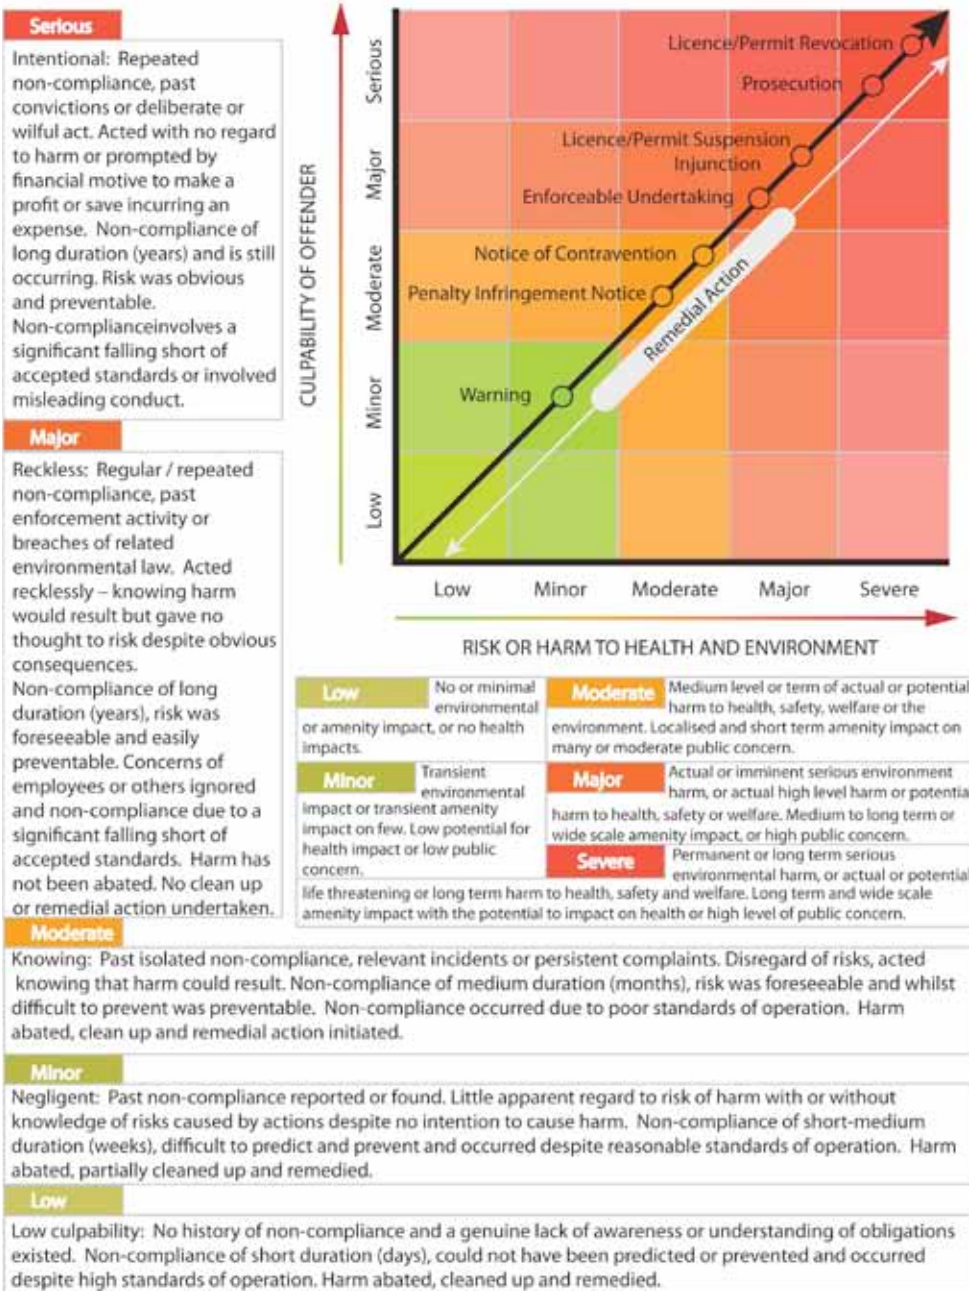 Serious
Intentional: Repeated
non-compliance, past
convictions or deliberate or
wilful act. Acted with no regard
to harm or prompted by
financial motive to make a
profit or save incurring an
expense. Non-compliance of
long duration (years) and is still
occurring. Risk was obvious
and preventable.
Non-complianceinvolves a
significant falling short of
accepted standards or involved
misleading conduct.
Major
Reckless: Regular / repeated
non-compliance, past
enforcement activity or
breaches of related
environmental law. Acted
recklessly – knowing harm
would result but gave no
thought to risk despite obvious
consequences.
Non-compliance of long
duration (years), risk was
foreseeable and easily
preventable. Concerns of
employees or others ignored
and non-compliance due to a
significant falling short of
accepted standards. Harm has
not been abated. No clean up
or remedial action undertaken.
CULPABILITY OF OFFENDER
Serious
Major
Moderate
Minor
Low
Licence/Permit Revocation
Prosecution
Licence/Permit Suspension
Injunction
Enforceable Undertaking
Notice of Contravention
Penalty Infringement Notice
Remedial Action
Warning
Low Minor Moderate Major Severe
RISK OR HARM TO HEALTH AND ENVIRONMENT
Low
No or minimal
environmental
or amenity impact, or no health
impacts.
Minor
Transient
environmental
impact or transient amenity
impact on few. Low potential for
health impact or low public
concern.
Moderate
Medium level or term of actual or potential
harm to health, safety, welfare or the
environment. Localised and short term amenity impact on
many or moderate public concern.
Major
Actual or imminent serious environment
harm, or actual high level harm or potentia
harm to health, safety or welfare. Medium to long term or
wide scale amenity impact, or high public concern.
Severe
Permanent or long term serious
environmental harm, or actual or potential
life threatening or long term harm to health, safety and welfare. Long term and wide scale
amenity impact with the potential to impact on health or high level of public concern.
Moderate
Knowing: Past isolated non-compliance, relevant incidents or persistent complaints. Disregard of risks, acted
knowing that harm could result. Non-compliance of medium duration (months), risk was foreseeable and whilst
difficult to prevent was preventable. Non-compliance occurred due to poor standards of operation. Harm
abated, clean up and remedial action initiated.
Minor
Negligent: Past non-compliance reported or found. Little apparent regard to risk of harm with or without
knowledge of risks caused by actions despite no intention to cause harm. Non-compliance of short-medium
duration (weeks), difficult to predict and prevent and occurred despite reasonable standards of operation. Harm
abated, partially cleaned up and remedied.
Low
Low culpability: No history of non-compliance and a genuine lack of awareness or understanding of obligations
existed. Non-compliance of short duration (days), could not have been predicted or prevented and occurred
despite high standards of operation. Harm abated, cleaned up and remedied.